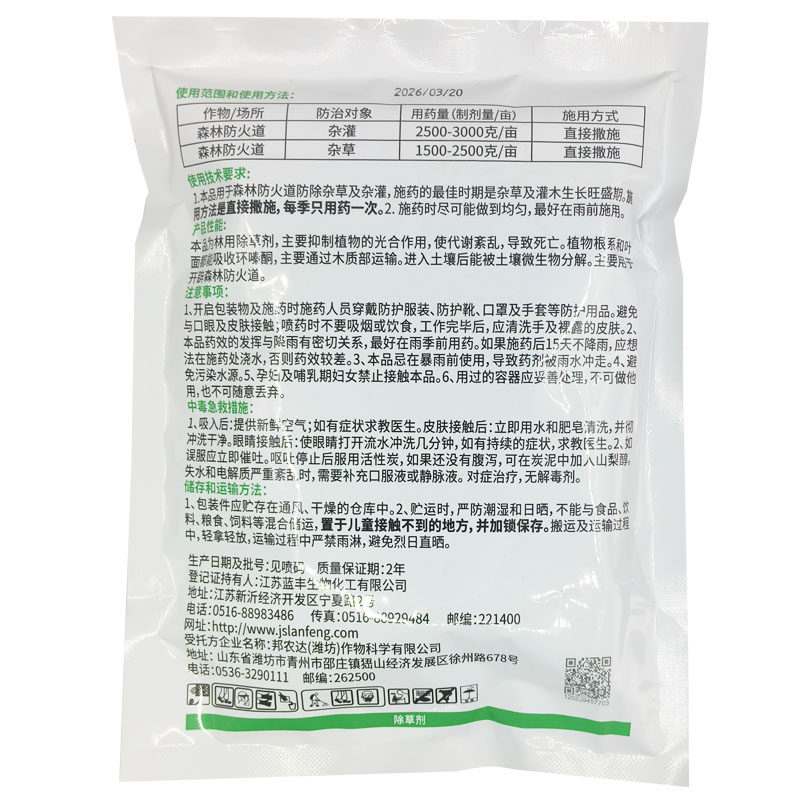 2026/03/20
使用范围和使用方法:
作物/场所 防治对象 用药量(制剂量/亩) 施用方式
森林防火道 杂灌 2500-3000克/亩 直接撒施
森林防火道 杂草 1500-2500克/亩 直接撒施
使用技术要求:
1.本品用于森林防火道防除杂草及杂灌,施药的最佳时期是杂草及灌木生长旺盛期。施
用方法是直接撒施,每季只用药一次。2.施药时尽可能做到均匀,最好在雨前施用。
产品性能:
本品为林用除草剂,主要抑制植物的光合作用,使代谢紊乱,导致死亡。植物根系和叶
面都能吸收环嗪酮,主要通过木质部运输。进入土壤后能被土壤微生物分解。主要用于
开辟森林防火道。
注意事项:
1、开启包装物及施药时施药人员穿戴防护服装、防护靴、口罩及手套等防护用品。避免
与口眼及皮肤接触;喷药时不要吸烟或饮食,工作完毕后,应清洗手及裸露的皮肤。2、
本品药效的发挥与降雨有密切关系,最好在雨季前用药。如果施药后15天不降雨,应想
法在施药处浇水,否则药效较差。3、本品忌在暴雨前使用,导致药剂被雨水冲走。4、避
免污染水源。5、孕妇及哺乳期妇女禁止接触本品。6、用过的容器应妥善处理,不可做他
用,也不可随意丢弃。
中毒急救措施:
1、吸入后:提供新鲜空气;如有症状求教医生。皮肤接触后:立即用水和肥皂清洗,并彻
冲洗干净。眼睛接触后:使眼睛打开流水冲洗几分钟,如有持续的症状,求教医生。2、如
误服应立即催吐。呕吐停止后服用活性炭,如果还没有腹泻,可在炭泥中加入山梨醇。
失水和电解质严重紊乱时,需要补充口服液或静脉液。对症治疗,无解毒剂。
储存和运输方法:
1、包装件应贮存在通风、干燥的仓库中。2、贮运时,严防潮湿和日晒,不能与食品、饮
料、粮食、饲料等混合储运,置于儿童接触不到的地方,并加锁保存。搬运及运输过程
中,轻拿轻放,运输过程中严禁雨淋,避免烈日直晒。
生产日期及批号:见喷码 质量保证期:2年
登记证持有人:江苏蓝丰生物化工有限公司
地址:江苏新沂经济开发区宁夏路2号
电话:0516-88983486 传真:0516-88929484 邮编:221400
网址:http://www.jslanfeng.com
受托方企业名称:邦农达(潍坊)作物科学有限公司
地址:山东省潍坊市青州市邵庄镇猖山经济发展区徐州路678号
电话:0536-3290111 邮编:262500
除草剂